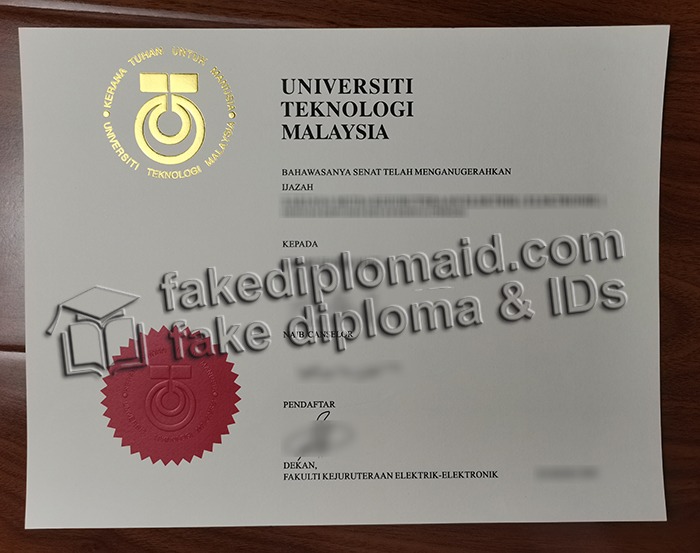 KERANA TUHAN UNTUK MANUSIA
UNIVERSITI TEKNOLOGI MALAYSIA
UNIVERSITI
TEKNOLOGI
MALAYSIA
BAHAWASANYA SENAT TELAH MENGANUGERAHKAN
IJAZAH
KEPADA
fakediplomaid.com
fake diploma & IDs
NAIB CANSELOR
PENDAFTAR
DEKAN,
FAKULTI KEJURUTERAAN ELEKTRIK-ELEKTRONIK